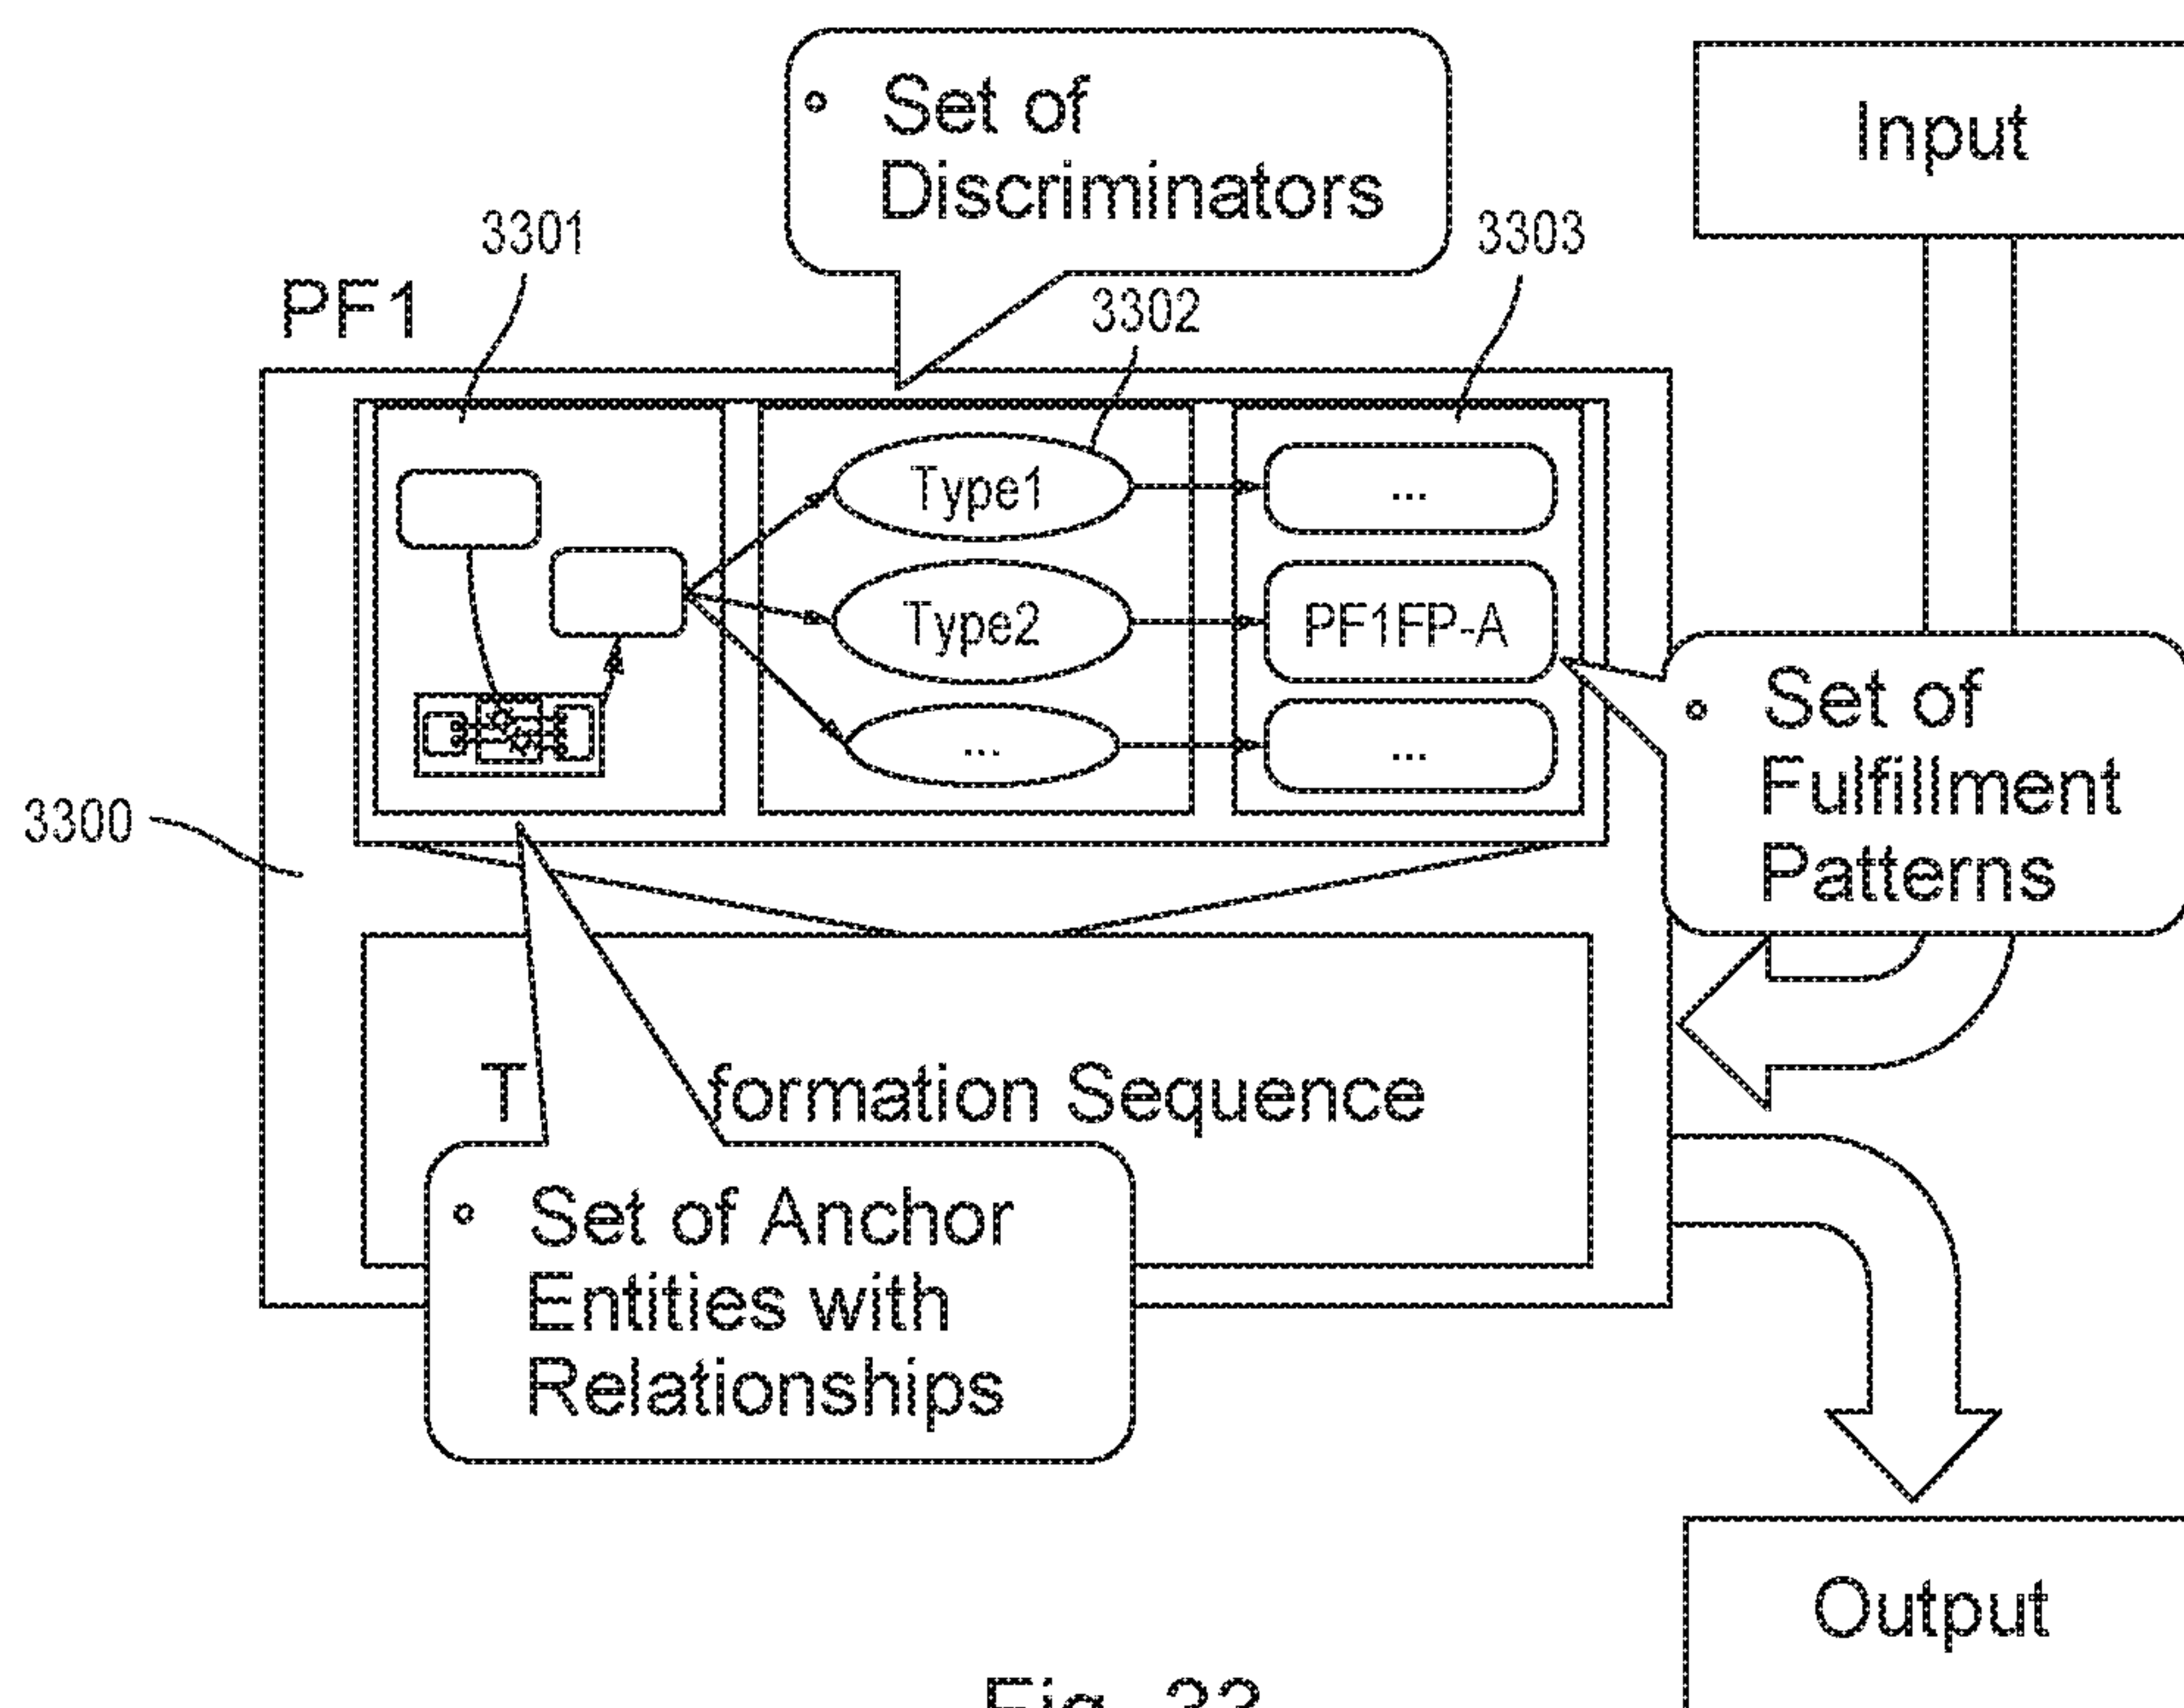 Set of
Discriminators
Input
3301
3303
PF1
3302
Type1
...
Type2
PF1FP-A
...
...
Set of
Fulfillment
Patterns
3300
T formation Sequence
Set of Anchor
Entities with
Relationships
Output